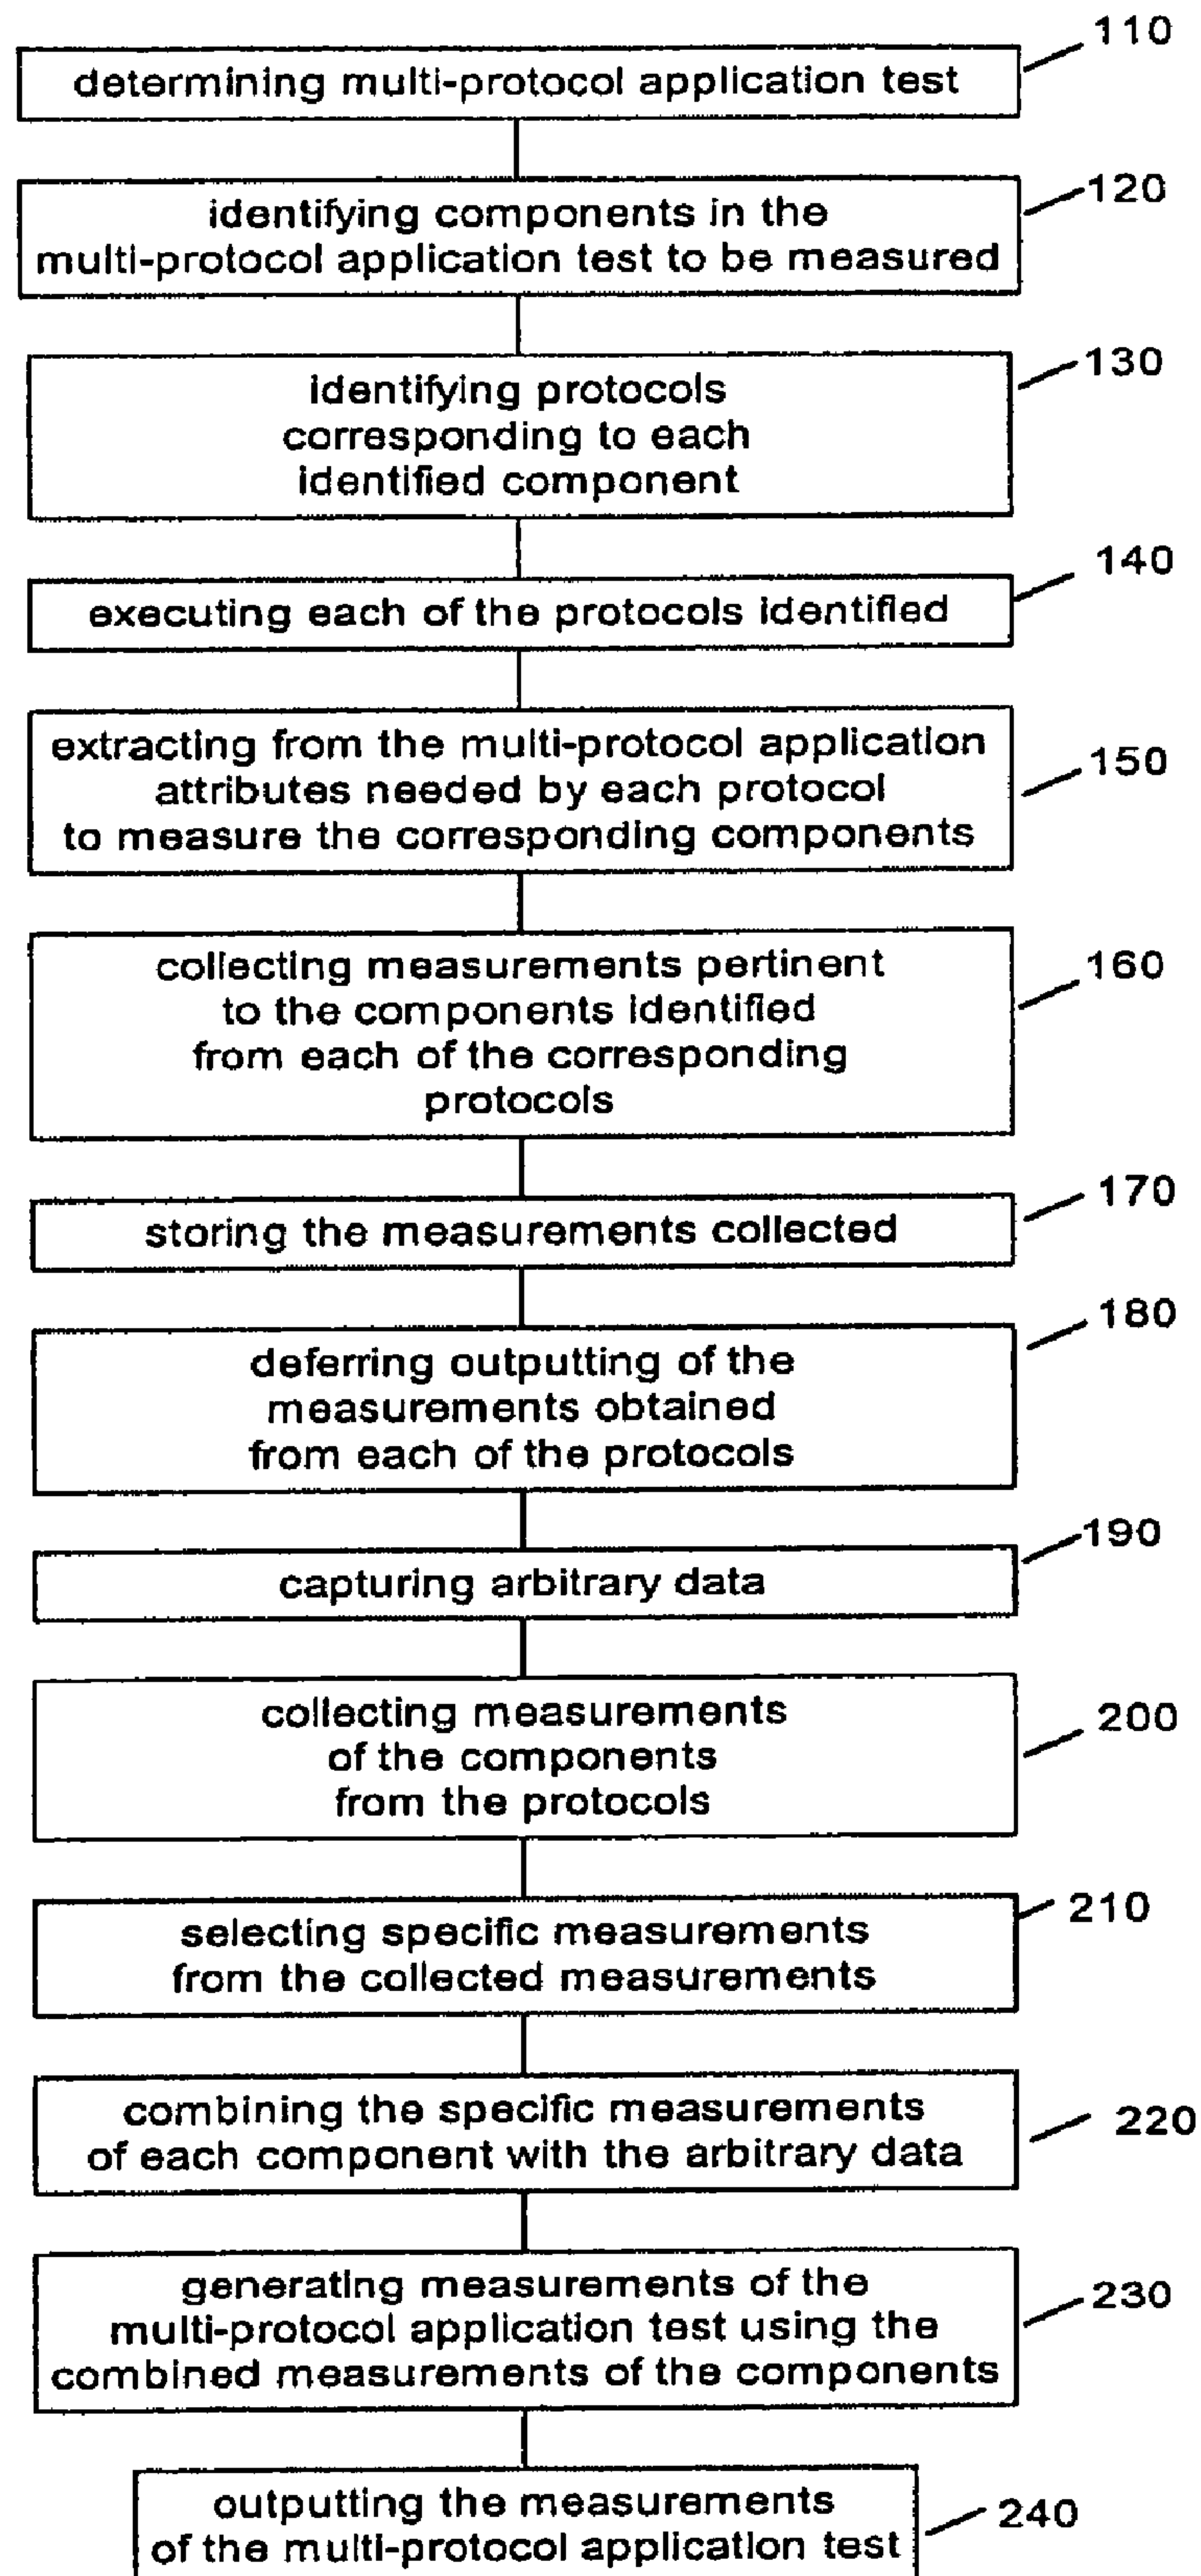 110
determining multi-protocol application test
120
identifying components in the
multi-protocol application test to be measured
130
identifying protocols
corresponding to each
identified component
140
executing each of the protocols identified
extracting from the multi-protocol application
attributes needed by each protocol
to measure the corresponding components
150
collecting measurements pertinent
to the components identified
from each of the corresponding
protocols
160
170
storing the measurements collected
180
deferring outputting of the
measurements obtained
from each of the protocols
190
capturing arbitrary data
collecting measurements
of the components
from the protocols
200
210
selecting specific measurements
from the collected measurements
combining the specific measurements
of each component with the arbitrary data
220
generating measurements of the
multi-protocol application test using the
combined measurements of the components
230
outputting the measurements
of the multi-protocol application test
240